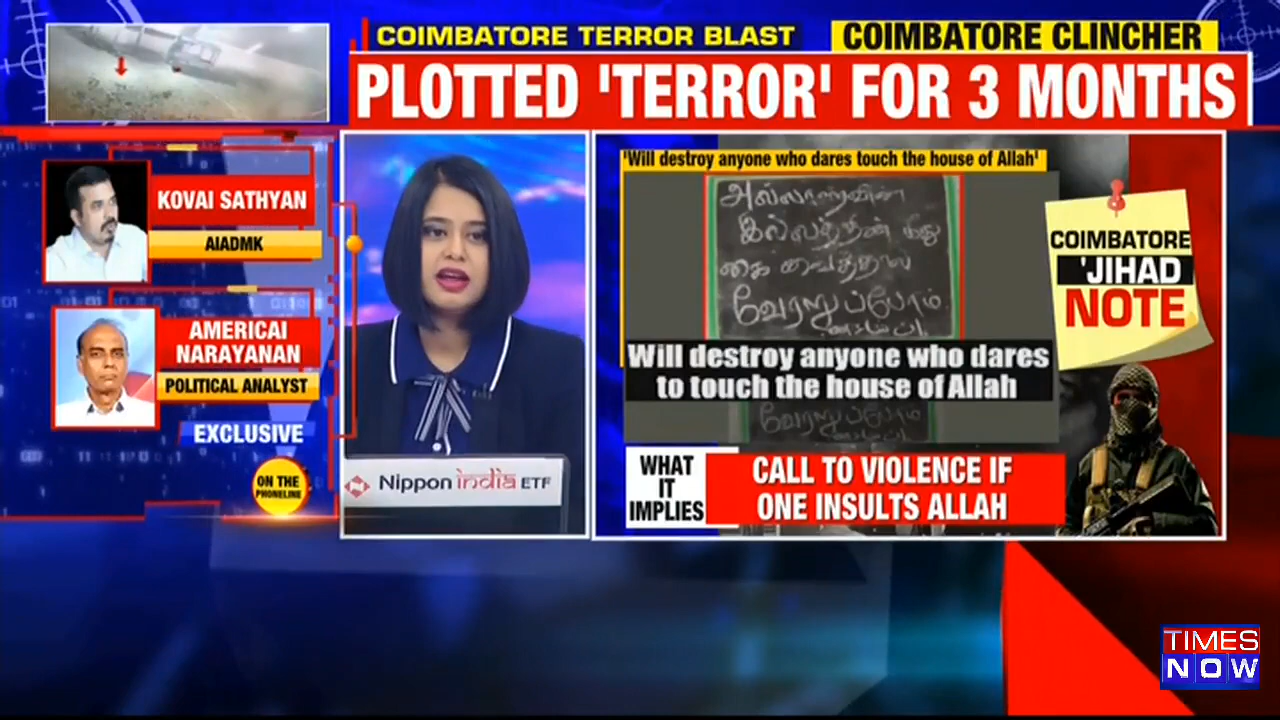 COIMBATORE TERROR BLAST
COIMBATORE CLINCHER
PLOTTED 'TERROR' FOR 3 MONTHS
KOVAI SATHYAN
AIADMK
AMERICAI
NARAYANAN
POLITICAL ANALYST
EXCLUSIVE
ON THE
PHONELINE
Nippon india ETF
'Will destroy anyone who dares touch the house of Allah'
அல்லாஹ்வின்
இல்லத்தின் மீது
கை வைத்தால்
வேரறுப்போம்
Will destroy anyone who dares
to touch the house of Allah
வேரறுப்போம்
WHAT
IT
IMPLIES
CALL TO VIOLENCE IF
ONE INSULTS ALLAH
COIMBATORE
'JIHAD
NOTE
TIMES
NOW